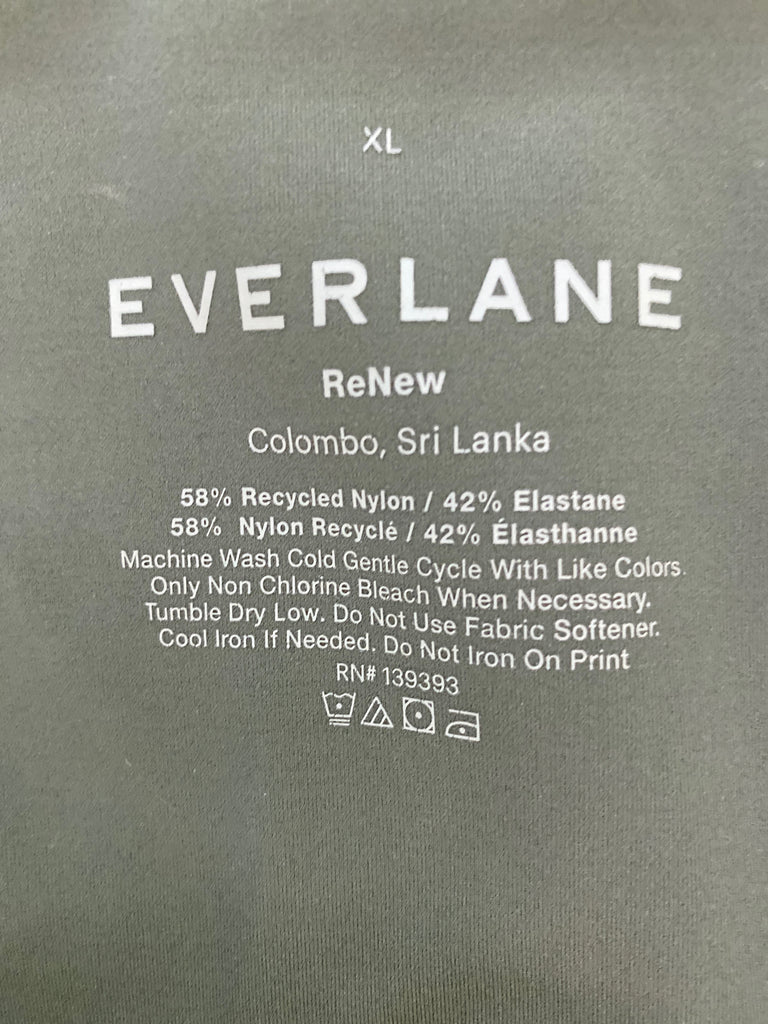 XL
EVERLANE
ReNew
Colombo, Sri Lanka
58% Recycled Nylon / 42% Elastane
58% Nylon Recyclé / 42% Élasthanne
Machine Wash Cold Gentle Cycle With Like Colors.
Only Non Chlorine Bleach When Necessary.
Tumble Dry Low. Do Not Use Fabric Softener.
Cool Iron If Needed. Do Not Iron On Print
RN# 139393